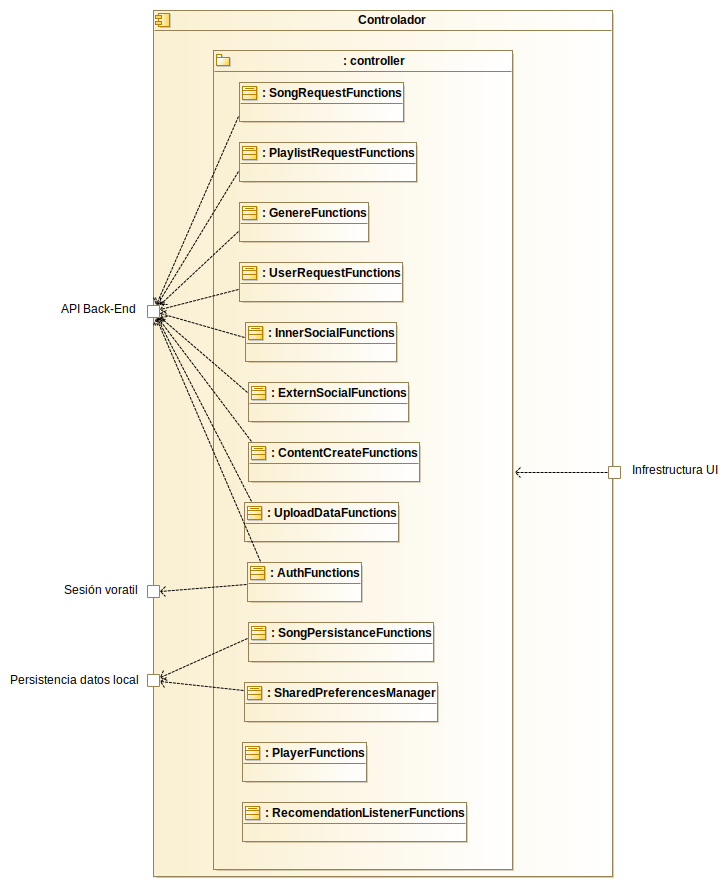 Controlador
: controller
: SongRequestFunctions
: PlaylistRequestFunctions
: GenereFunctions
: UserRequestFunctions
API Back-End
: InnerSocialFunctions
: ExternSocialFunctions
: ContentCreateFunctions
Infrestructura UI
: UploadDataFunctions
: AuthFunctions
Sesión voratil
: SongPersistanceFunctions
Persistencia datos local
: SharedPreferencesManager
: PlayerFunctions
: RecomendationListenerFunctions